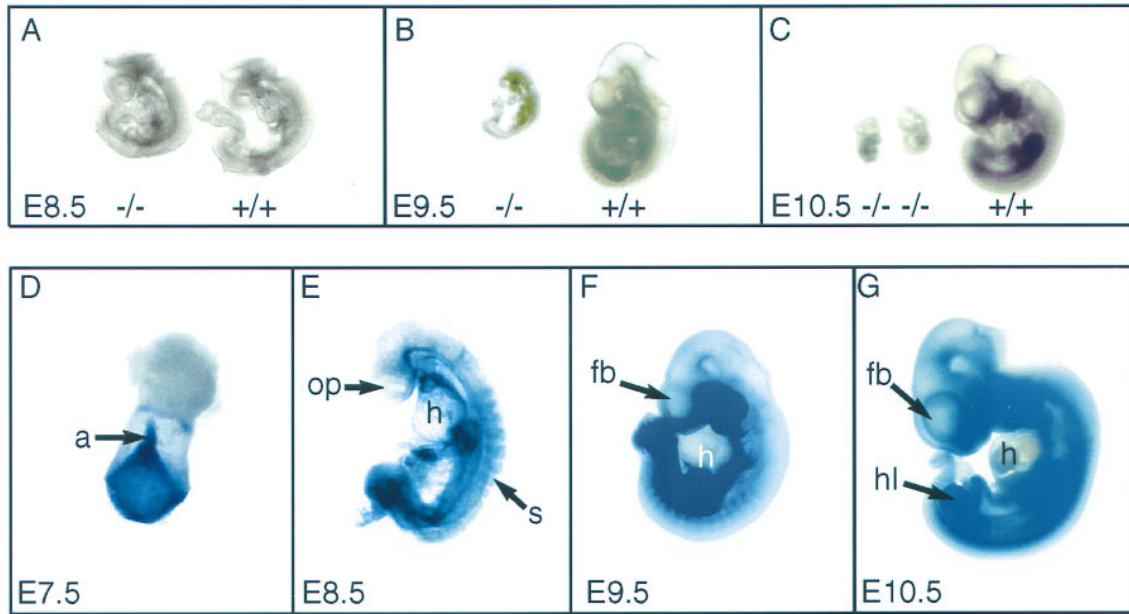 A
E8.5 -/- +/+
B
E9.5 -/- +/+
C
E10.5 -/- -/- +/+
D
a
E7.5
E
op
h
s
E8.5
F
fb
h
E9.5
G
fb
h
hl
E10.5